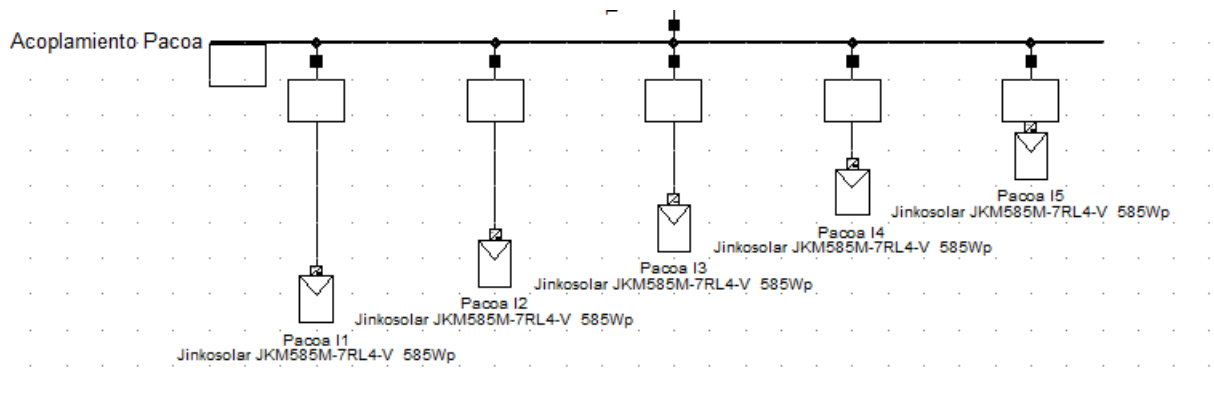 Acoplamiento Pacoa
Pacoa I5
Jinkosolar JKM585M-7RL4-V 585Wp
Pacoa I4
Jinkosolar JKM585M-7RL4-V 585Wp
Pacoa I3
Jinkosolar JKM585M-7RL4-V 585Wp
Pacoa I2
Jinkosolar JKM585M-7RL4-V 585Wp
Pacoa I1
Jinkosolar JKM585M-7RL4-V 585Wp